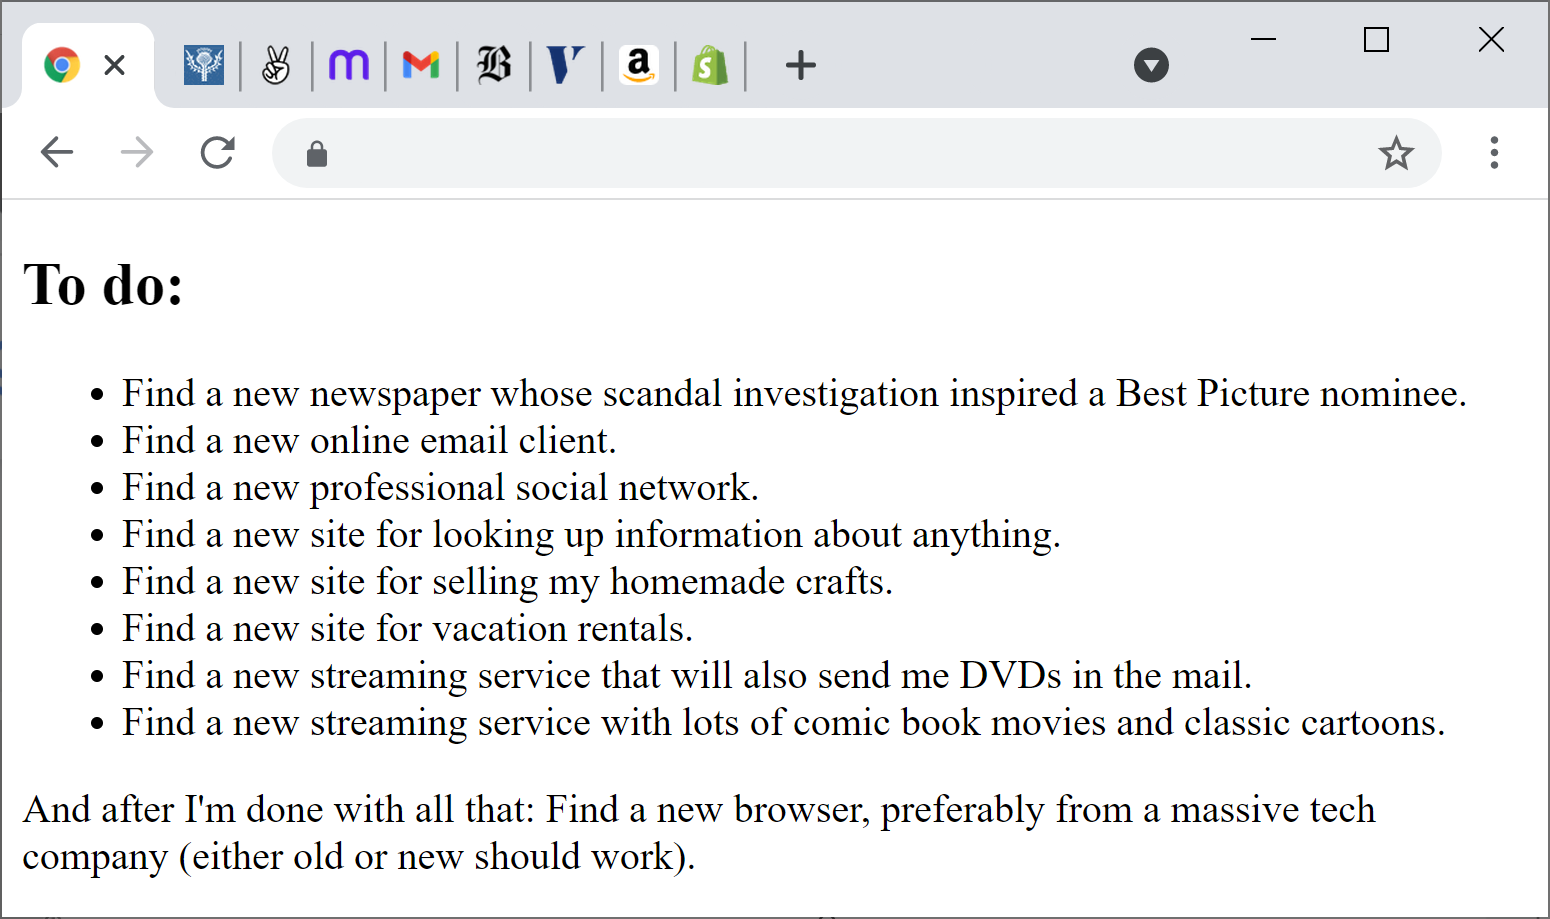 To do:
Find a new newspaper whose scandal investigation inspired a Best Picture nominee.
Find a new online email client.
Find a new professional social network.
Find a new site for looking up information about anything.
Find a new site for selling my homemade crafts.
Find a new site for vacation rentals.
Find a new streaming service that will also send me DVDs in the mail.
Find a new streaming service with lots of comic book movies and classic cartoons.
And after I'm done with all that: Find a new browser, preferably from a massive tech
company (either old or new should work).